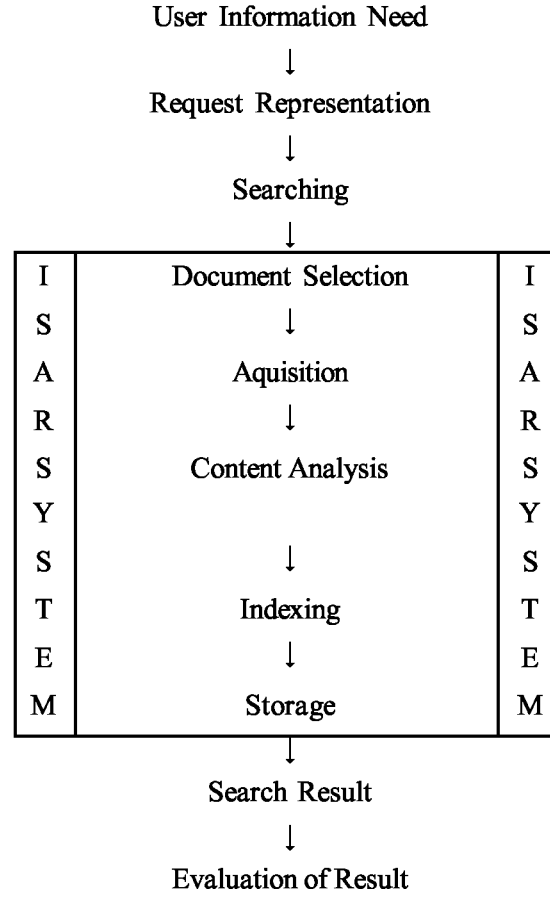 User Information Need
↓
Request Representation
↓
Searching
↓
I Document Selection I
S ↓ S
A Aquisition A
R ↓ R
S Content Analysis S
Y Y
S ↓ S
T Indexing T
E ↓ E
M Storage M
↓
Search Result
↓
Evaluation of Result